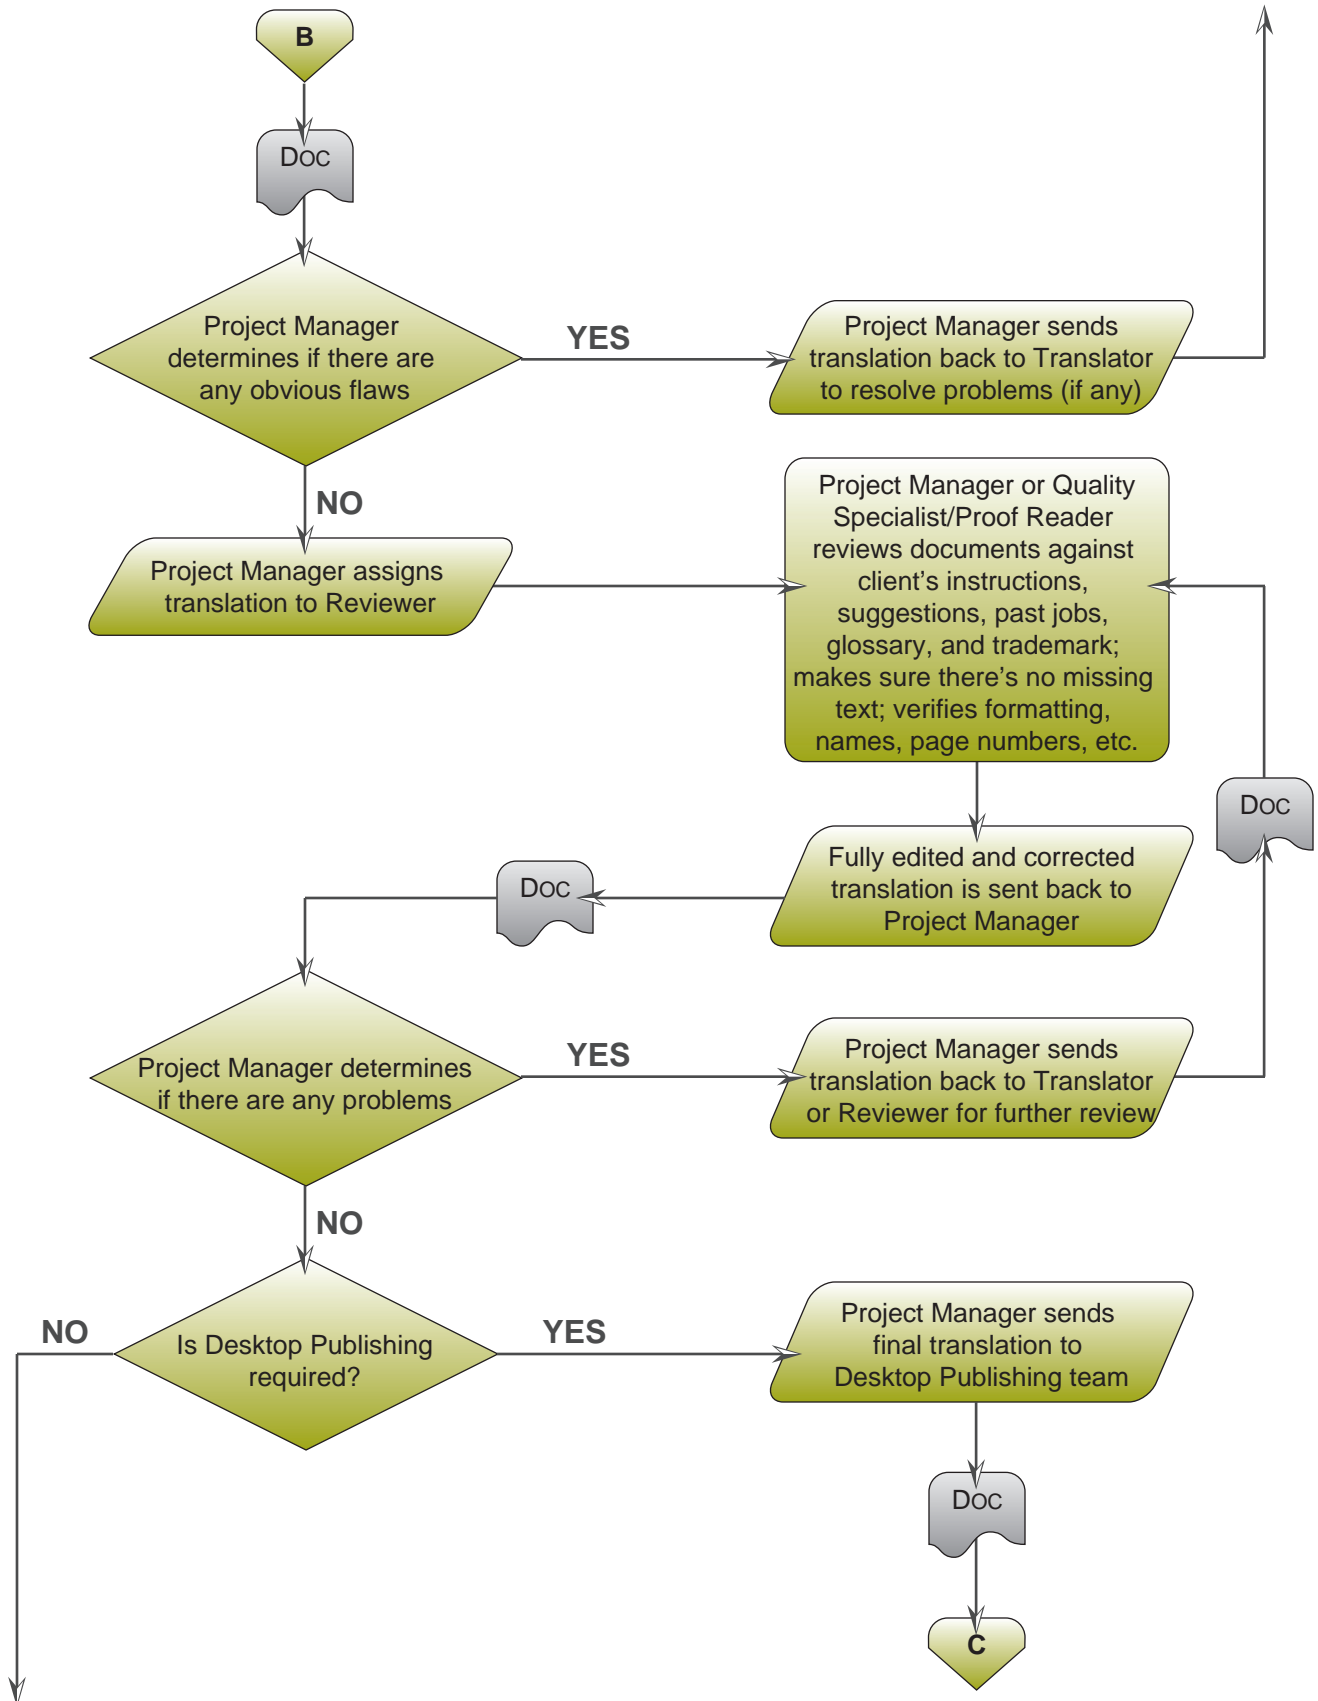 B
DOC
Project Manager
determines if there are
any obvious flaws
YES
Project Manager sends
translation back to Translator
to resolve problems (if any)
NO
Project Manager assigns
translation to Reviewer
Project Manager or Quality
Specialist/Proof Reader
reviews documents against
client's instructions,
suggestions, past jobs,
glossary, and trademark;
makes sure there's no missing
text; verifies formatting,
names, page numbers, etc.
DOC
Fully edited and corrected
translation is sent back to
Project Manager
DOC
Project Manager determines
if there are any problems
YES
Project Manager sends
translation back to Translator
or Reviewer for further review
NO
Is Desktop Publishing
required?
NO
YES
Project Manager sends
final translation to
Desktop Publishing team
DOC
C